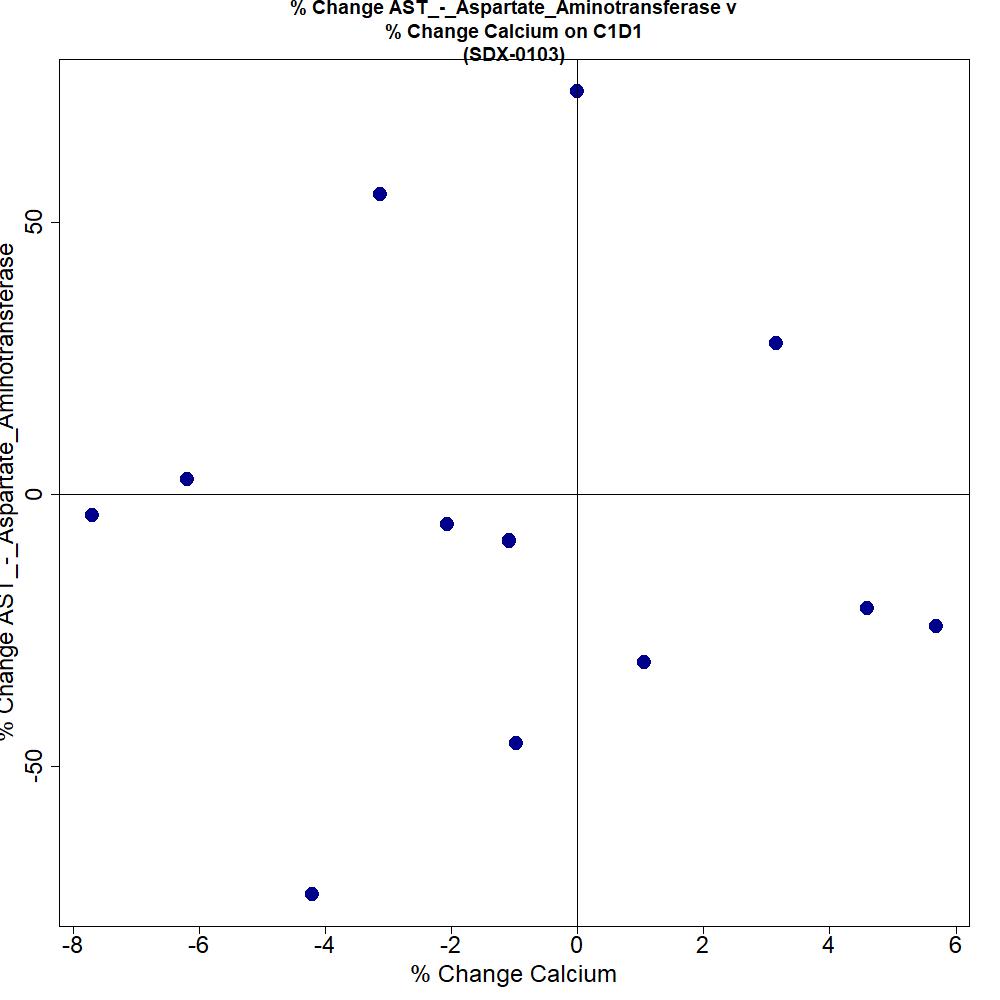 % Change AST_-_Aspartate_Aminotransferase v
% Change Calcium on C1D1
(SDX-0103)
% Change AST_-_Aspartate_Aminotransferase
50
0
-50
-8 -6 -4 -2 0 2 4 6
% Change Calcium